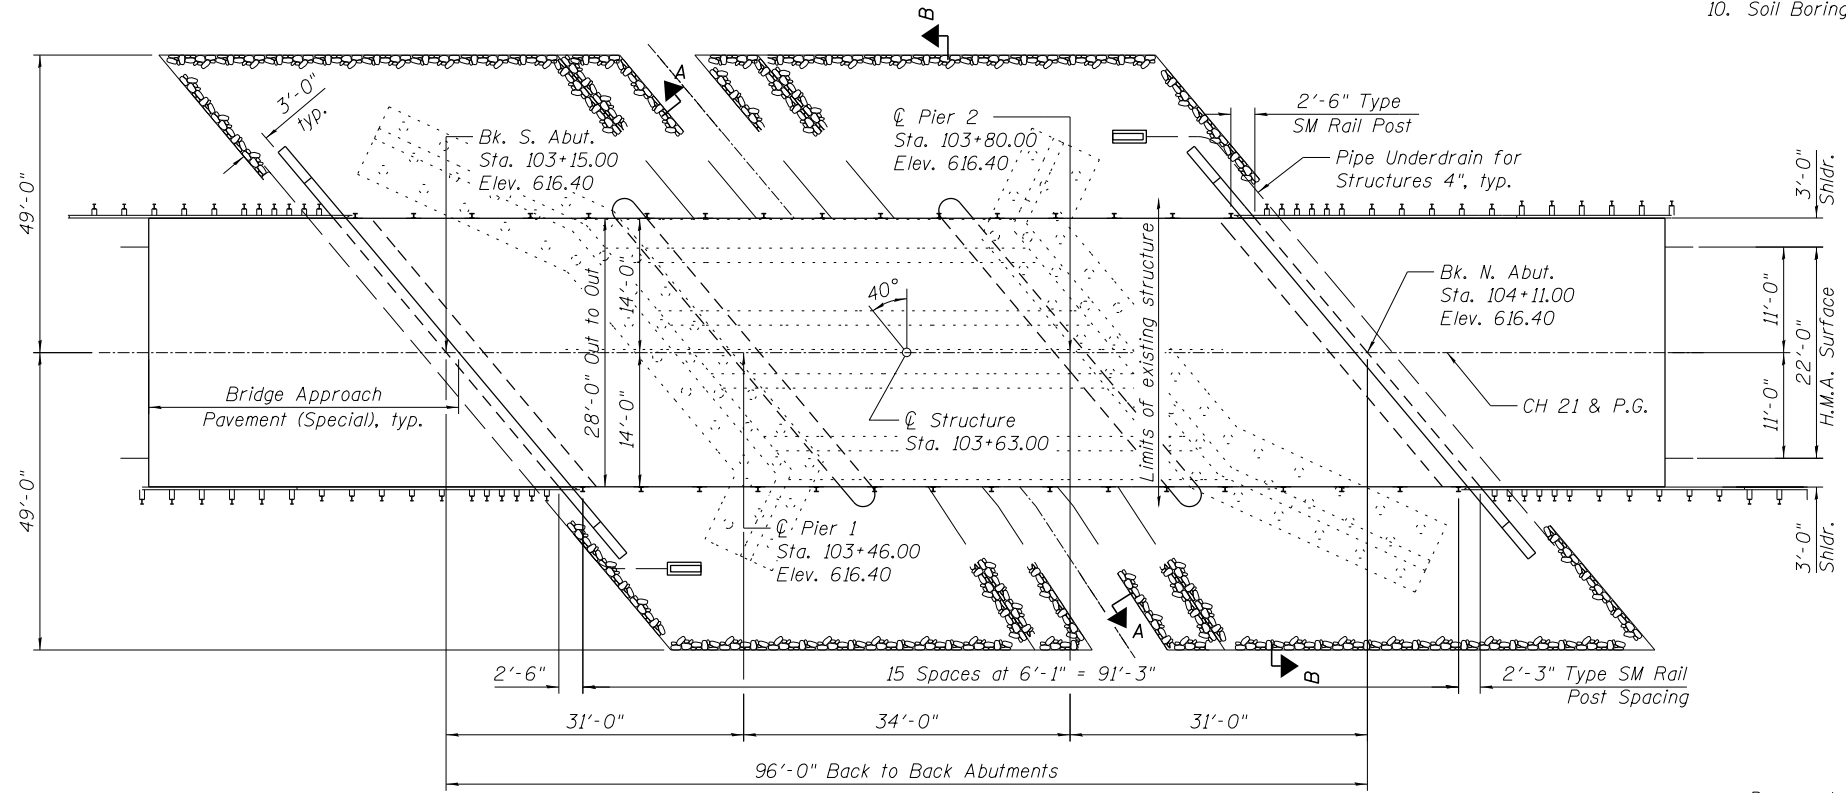 10. Soil Boring
B
A
3'-0"
typ.
Bk. S. Abut.
Sta. 103+15.00
Elev. 616.40
℄ Pier 2
Sta. 103+80.00
Elev. 616.40
2'-6" Type
SM Rail Post
Pipe Underdrain for
Structures 4", typ.
3'-0"
Shldr.
49'-0"
49'-0"
28'-0" Out to Out
14'-0"
14'-0"
40°
Limits of existing structure
Bk. N. Abut.
Sta. 104+11.00
Elev. 616.40
11'-0"
11'-0"
22'-0"
H.M.A. Surface
Bridge Approach
Pavement (Special), typ.
℄ Structure
Sta. 103+63.00
CH 21 & P.G.
℄ Pier 1
Sta. 103+46.00
Elev. 616.40
3'-0"
Shldr.
A
B
2'-6"
15 Spaces at 6'-1" = 91'-3"
2'-3" Type SM Rail
Post Spacing
31'-0"
34'-0"
31'-0"
96'-0" Back to Back Abutments